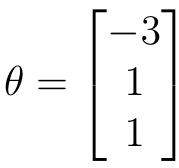 θ = [-3
1
1]